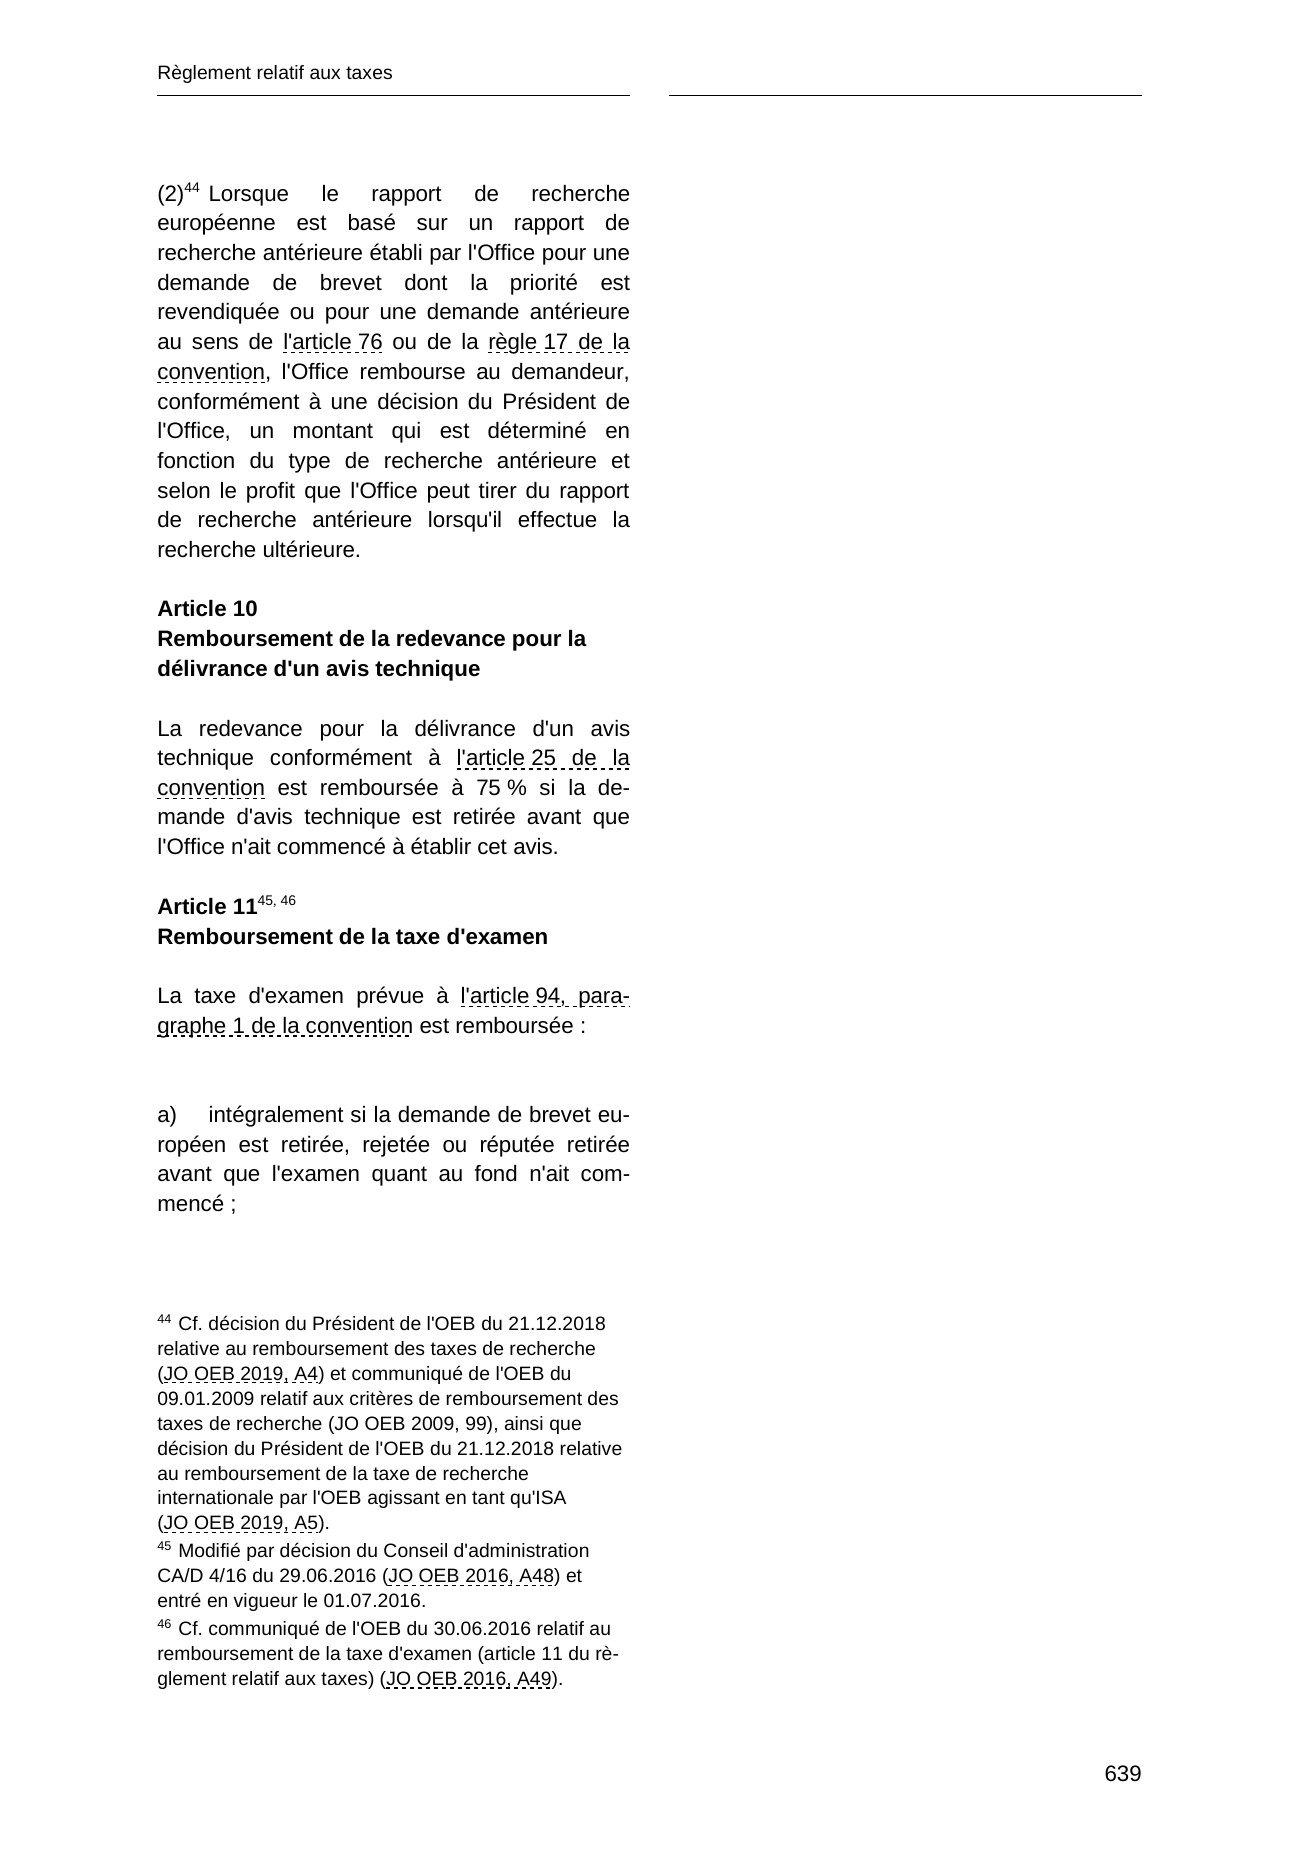 Règlement relatif aux taxes
(2)44 Lorsque le rapport de recherche
européenne est basé sur un rapport de
recherche antérieure établi par l'Office pour une
demande de brevet dont la priorité est
revendiquée ou pour une demande antérieure
au sens de l'article 76 ou de la règle 17 de la
convention, l'Office rembourse au demandeur,
conformément à une décision du Président de
l'Office, un montant qui est déterminé en
fonction du type de recherche antérieure et
selon le profit que l'Office peut tirer du rapport
de recherche antérieure lorsqu'il effectue la
recherche ultérieure.
Article 10
Remboursement de la redevance pour la
délivrance d'un avis technique
La redevance pour la délivrance d'un avis
technique conformément à l'article 25 de la
convention est remboursée à 75 % si la de-
mande d'avis technique est retirée avant que
l'Office n'ait commencé à établir cet avis.
Article 1145, 46
Remboursement de la taxe d'examen
La taxe d'examen prévue à l'article 94, para-
graphe 1 de la convention est remboursée :
a) intégralement si la demande de brevet eu-
ropéen est retirée, rejetée ou réputée retirée
avant que l'examen quant au fond n'ait com-
mencé ;
44 Cf. décision du Président de l'OEB du 21.12.2018
relative au remboursement des taxes de recherche
(JO OEB 2019, A4) et communiqué de l'OEB du
09.01.2009 relatif aux critères de remboursement des
taxes de recherche (JO OEB 2009, 99), ainsi que
décision du Président de l'OEB du 21.12.2018 relative
au remboursement de la taxe de recherche
internationale par l'OEB agissant en tant qu'ISA
(JO OEB 2019, A5).
45 Modifié par décision du Conseil d'administration
CA/D 4/16 du 29.06.2016 (JO OEB 2016, A48) et
entré en vigueur le 01.07.2016.
46 Cf. communiqué de l'OEB du 30.06.2016 relatif au
remboursement de la taxe d'examen (article 11 du rè-
glement relatif aux taxes) (JO OEB 2016, A49).
639